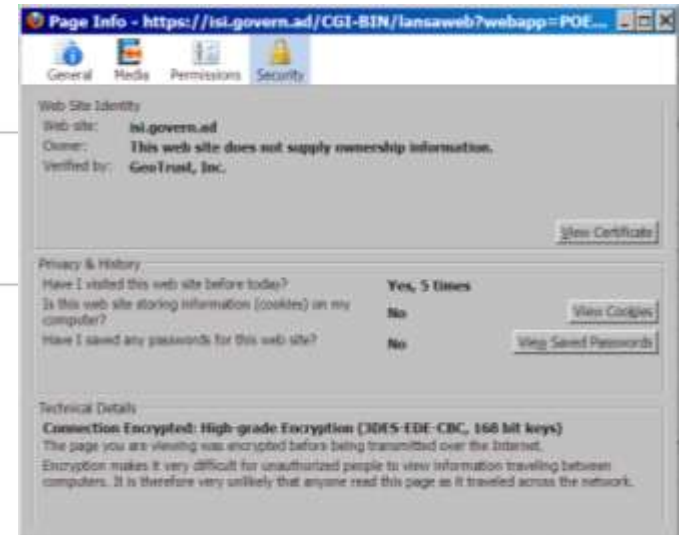 Page Info - https://isi.govern.ad/CGI-BIN/lansaweb?webapp=POE...
General Media Permissions Security
Web Site Identity
Web site: isi.govern.ad
Owner: This web site does not supply ownership information.
Verified by: GeoTrust, Inc.
View Certificate
Privacy & History
Have I visited this web site before today? Yes, 5 times
Is this web site storing information (cookies) on my
computer? No View Cookies
Have I saved any passwords for this web site? No View Saved Passwords
Technical Details
Connection Encrypted: High-grade Encryption (3DES-EDE-CBC, 168 bit keys)
The page you are viewing was encrypted before being transmitted over the Internet.
Encryption makes it very difficult for unauthorized people to view information traveling between
computers. It is therefore very unlikely that anyone read this page as it traveled across the network.